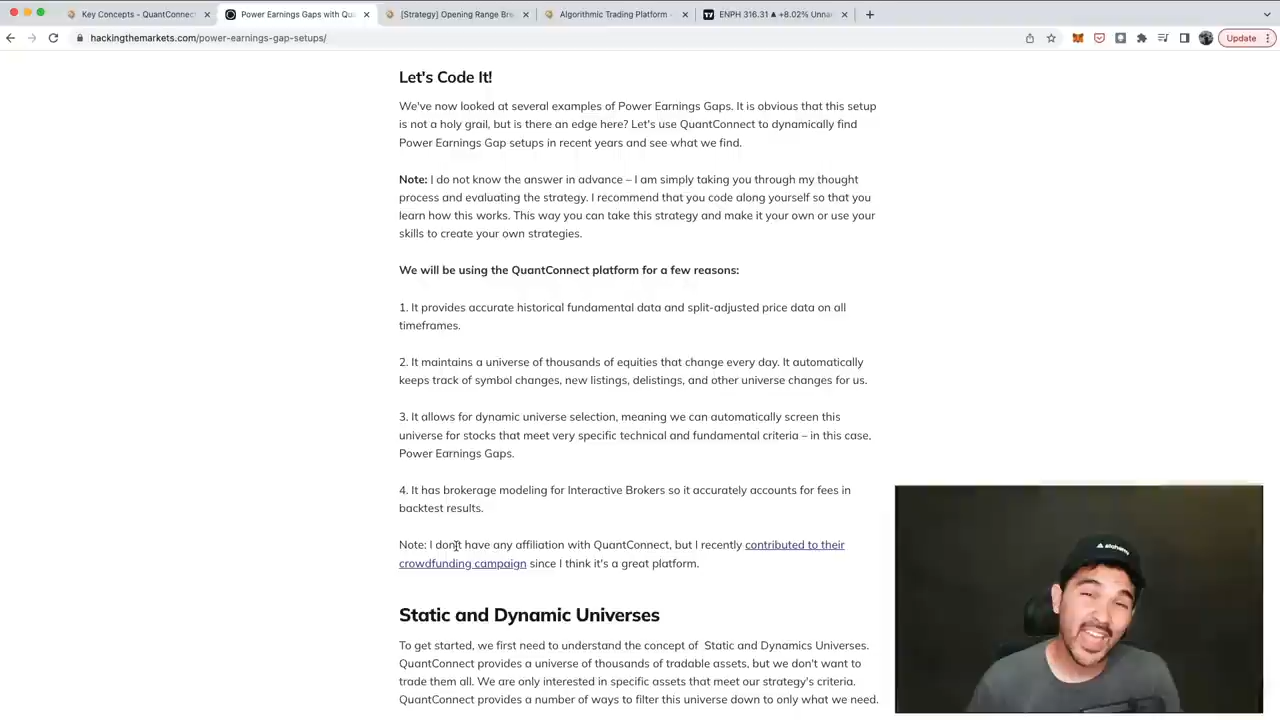 Key Concepts - QuantConnect
Power Earnings Gaps with Qu
[Strategy] Opening Range Bre
Algorithmic Trading Platform -
ENPH 316.31 ▲ +8.02% Unna
hackingthemarkets.com/power-earnings-gap-setups/
Update
Let's Code It!
We've now looked at several examples of Power Earnings Gaps. It is obvious that this setup
is not a holy grail, but is there an edge here? Let's use QuantConnect to dynamically find
Power Earnings Gap setups in recent years and see what we find.
Note: I do not know the answer in advance – I am simply taking you through my thought
process and evaluating the strategy. I recommend that you code along yourself so that you
learn how this works. This way you can take this strategy and make it your own or use your
skills to create your own strategies.
We will be using the QuantConnect platform for a few reasons:
1. It provides accurate historical fundamental data and split-adjusted price data on all
timeframes.
2. It maintains a universe of thousands of equities that change every day. It automatically
keeps track of symbol changes, new listings, delistings, and other universe changes for us.
3. It allows for dynamic universe selection, meaning we can automatically screen this
universe for stocks that meet very specific technical and fundamental criteria – in this case,
Power Earnings Gaps.
4. It has brokerage modeling for Interactive Brokers so it accurately accounts for fees in
backtest results.
Note: I don't have any affiliation with QuantConnect, but I recently contributed to their
crowdfunding campaign since I think it's a great platform.
Static and Dynamic Universes
To get started, we first need to understand the concept of Static and Dynamics Universes.
QuantConnect provides a universe of thousands of tradable assets, but we don't want to
trade them all. We are only interested in specific assets that meet our strategy's criteria.
QuantConnect provides a number of ways to filter this universe down to only what we need.
alchemy